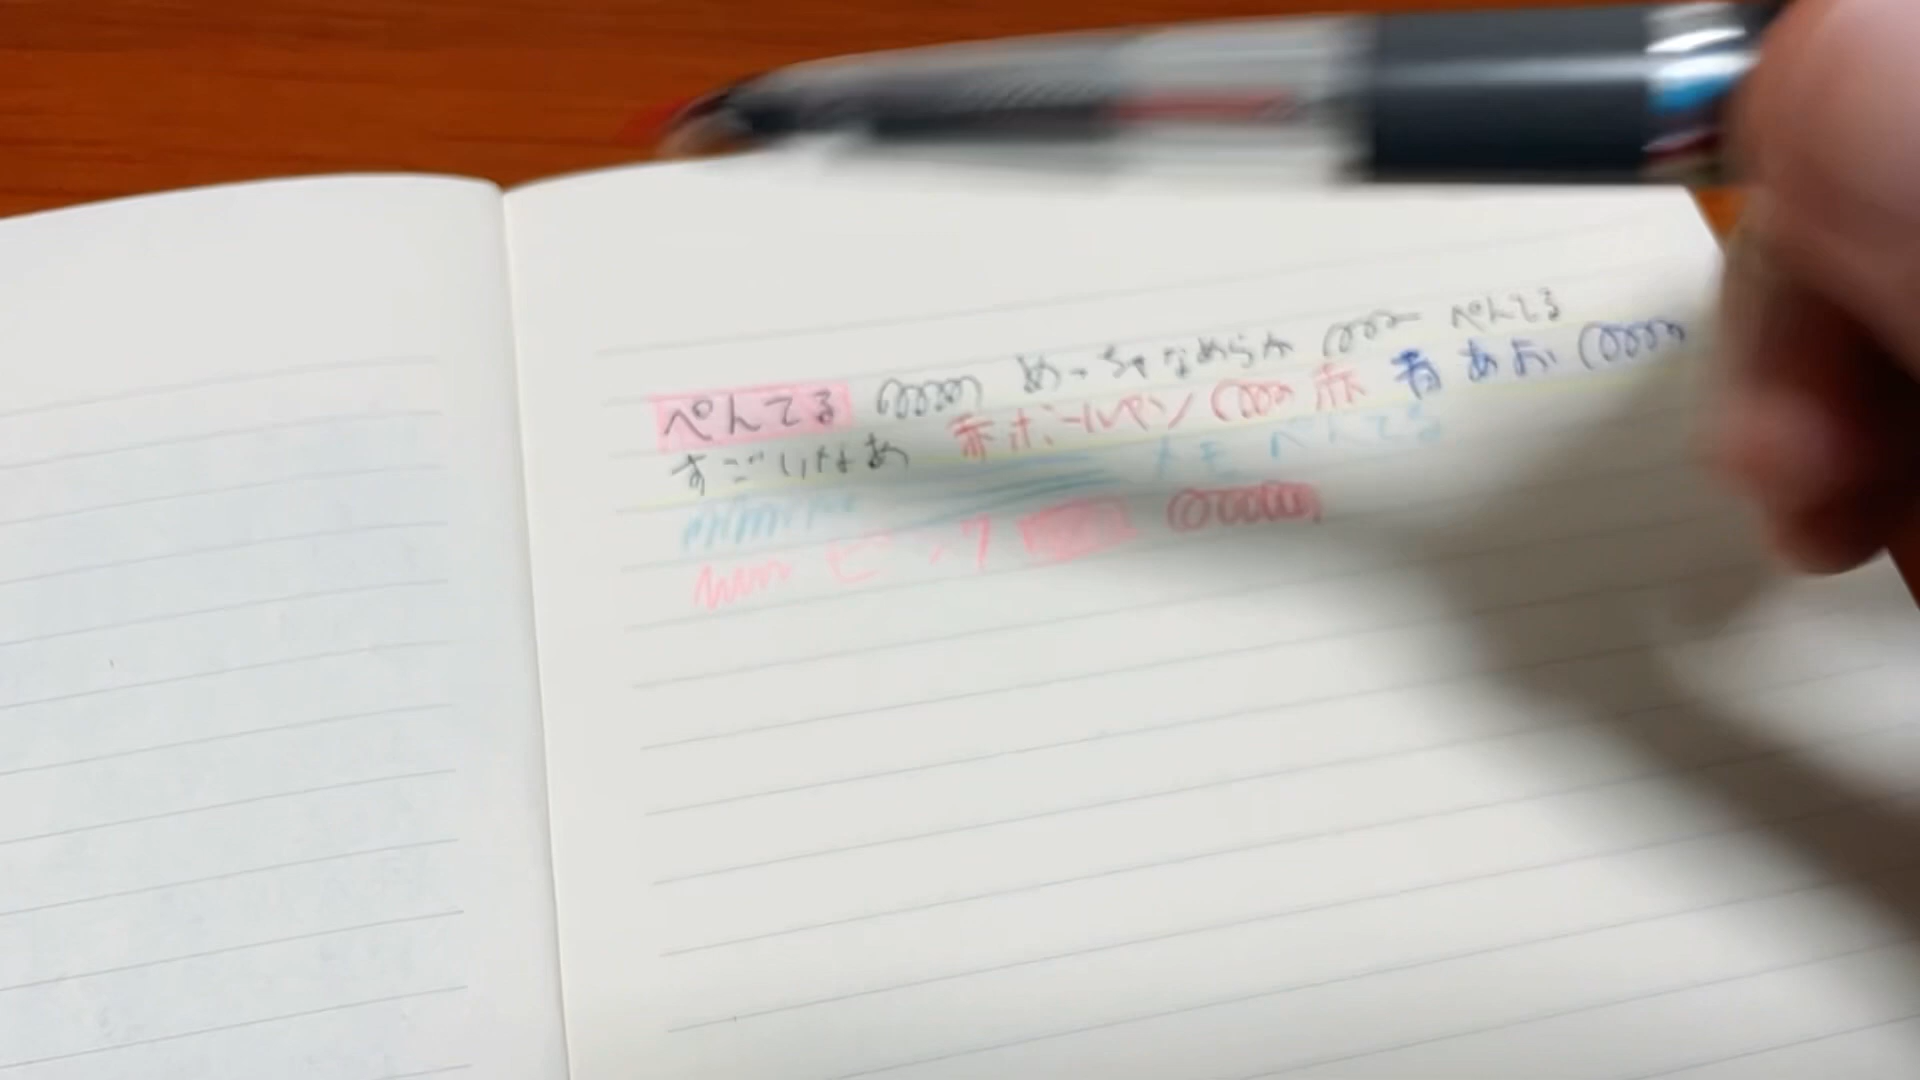 ぺんてる めっちゃなめらか ぺんてる
すごいなあ 赤ボールペン 赤 青 あお
メモ ぺんてる
ピンク